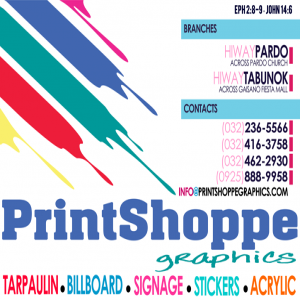 EPH 2:8-9 · JOHN 14:6
BRANCHES
HIWAY PARDO
ACROSS PARDO CHURCH
HIWAY TABUNOK
ACROSS GAISANO FIESTA MALL
CONTACTS
(032)236-5566
(032)416-3758
(032)462-2930
(0925)888-9958
INFO@PRINTSHOPPEGRAPHICS.COM
PrintShoppe
graphics
TARPAULIN • BILLBOARD • SIGNAGE • STICKERS • ACRYLIC